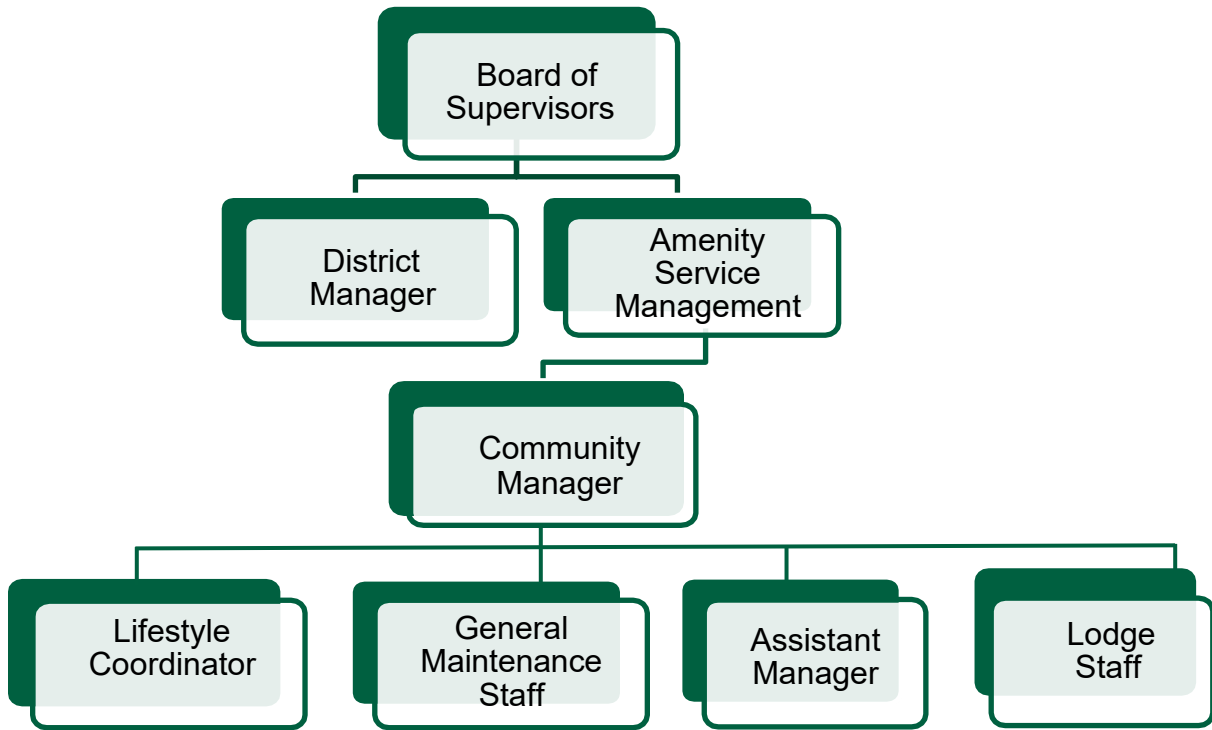 Board of
Supervisors
District
Manager
Amenity
Service
Management
Community
Manager
Lifestyle
Coordinator
General
Maintenance
Staff
Assistant
Manager
Lodge
Staff